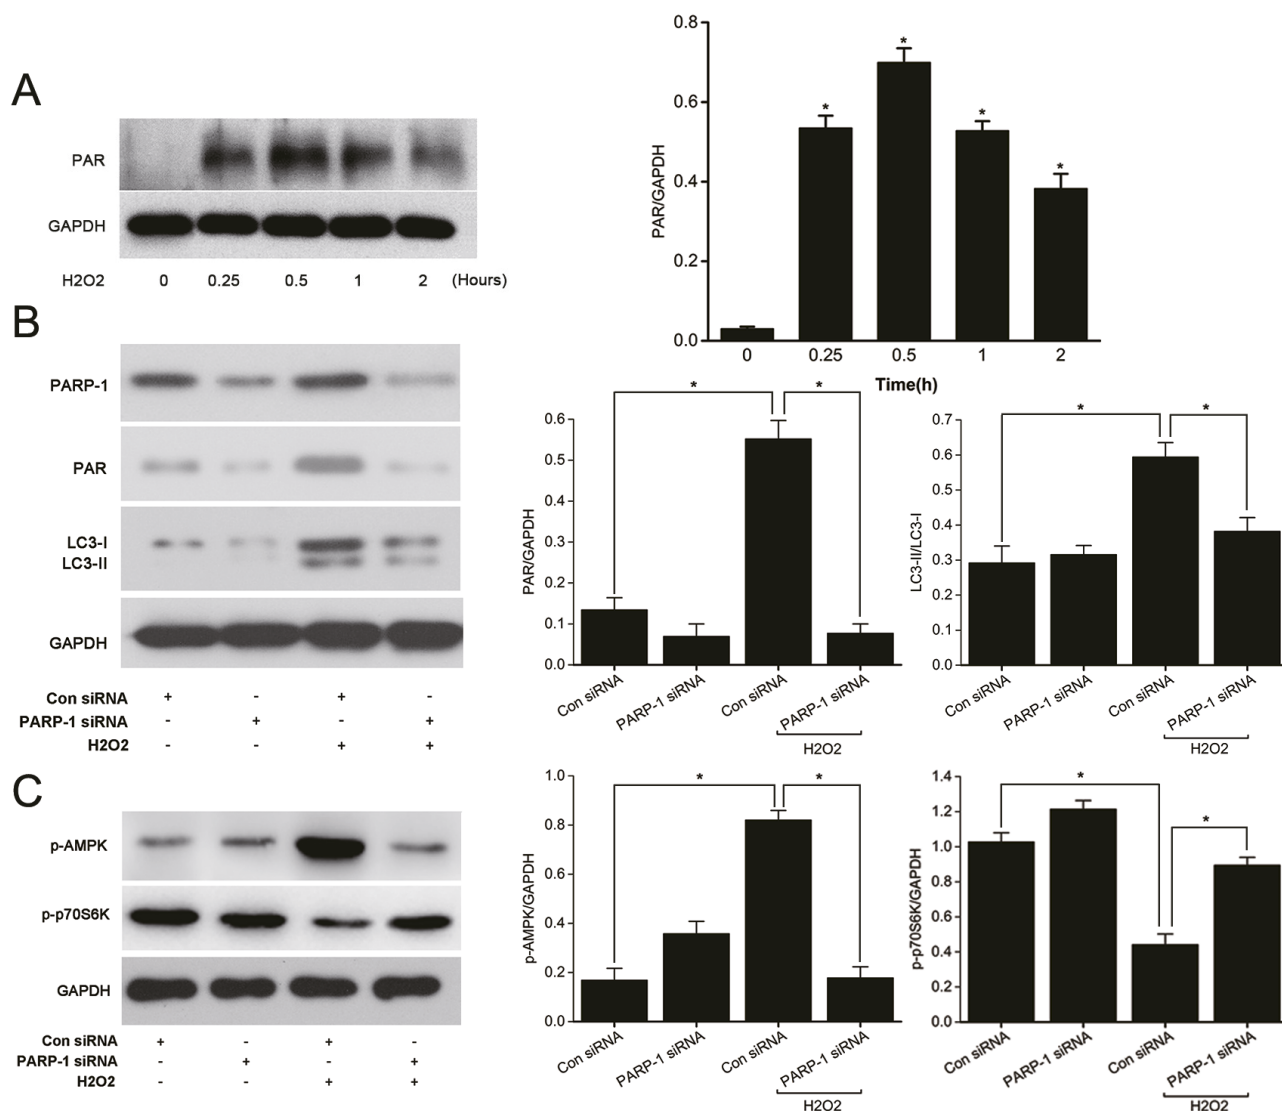 A
PAR
GAPDH
H2O2 0 0.25 0.5 1 2 (Hours)
0.8
0.6
0.4
0.2
0.0
PAR/GAPDH
* * * *
0 0.25 0.5 1 2
Time(h)
B
PARP-1
PAR
LC3-I
LC3-II
GAPDH
Con siRNA + - + -
PARP-1 siRNA - + - +
H2O2 - - + +
* *
0.6
0.5
0.4
0.3
0.2
0.1
0.0
PAR/GAPDH
Con siRNA PARP-1 siRNA Con siRNA PARP-1 siRNA
H2O2
* *
0.7
0.6
0.5
0.4
0.3
0.2
0.1
0.0
LC3-II/LC3-I
Con siRNA PARP-1 siRNA Con siRNA PARP-1 siRNA
H2O2
C
p-AMPK
p-p70S6K
GAPDH
Con siRNA + - + -
PARP-1 siRNA - + - +
H2O2 - - + +
* *
1.0
0.8
0.6
0.4
0.2
0.0
p-AMPK/GAPDH
Con siRNA PARP-1 siRNA Con siRNA PARP-1 siRNA
H2O2
* *
1.4
1.2
1.0
0.8
0.6
0.4
0.2
0.0
p-p70S6K/GAPDH
Con siRNA PARP-1 siRNA Con siRNA PARP-1 siRNA
H2O2